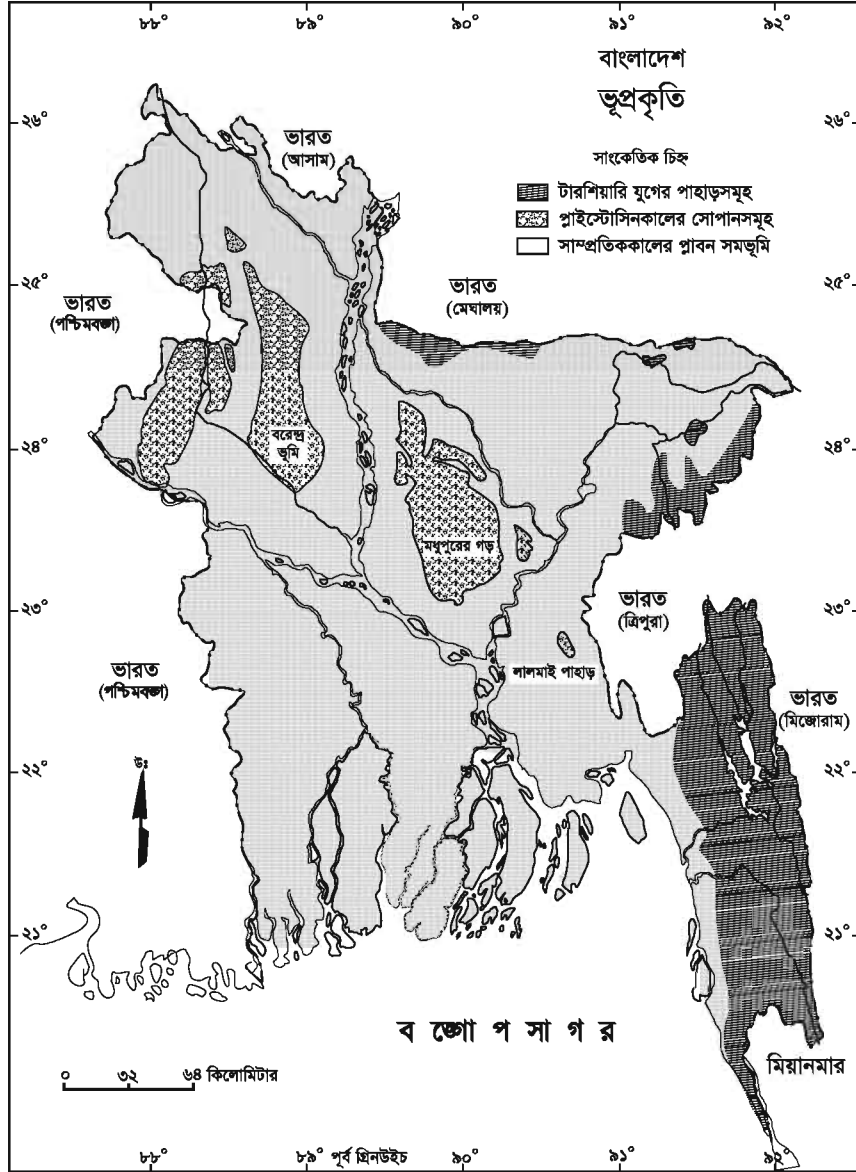 ৮৮° ৮৯° ৯০° ৯১° ৯২°
বাংলাদেশ
ভূপ্রকৃতি
২৬° ২৬°
ভারত
(আসাম)
সাংকেতিক চিহ্ন
টারশিয়ারি যুগের পাহাড়সমূহ
প্লাইস্টোসিনকালের সোপানসমূহ
সাম্প্রতিককালের প্লাবন সমভূমি
২৫° ২৫°
ভারত
(পশ্চিমবঙ্গ)
ভারত
(মেঘালয়)
বরেন্দ্র
ভূমি
২৪° ২৪°
মধুপুরের গড়
২৩° ২৩°
ভারত
(ত্রিপুরা)
লালমাই পাহাড়
ভারত
(পশ্চিমবঙ্গ)
ভারত
(মিজোরাম)
উঃ
২২° ২২°
২১° ২১°
ব ঙ্গো প সা গ র
মিয়ানমার
০ ৩২ ৬৪ কিলোমিটার
৮৮° ৮৯° পূর্ব গ্রিনউইচ ৯০° ৯১° ৯২°